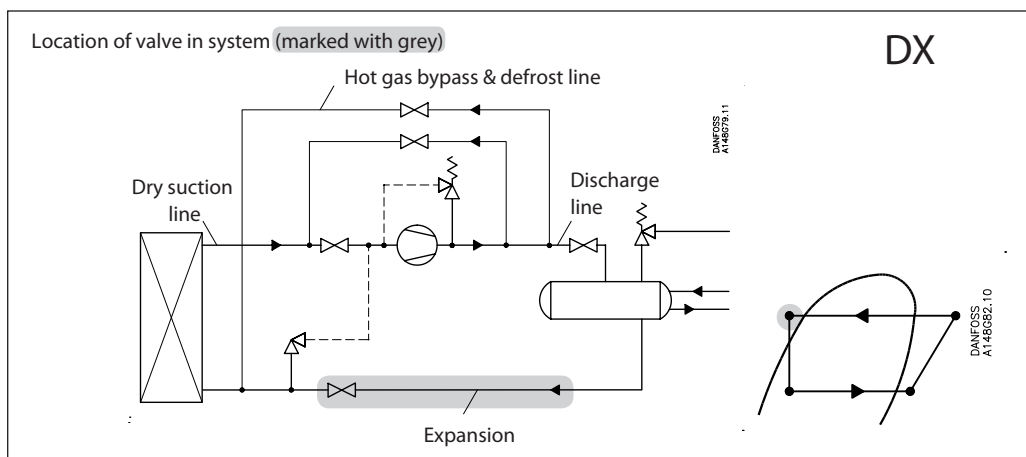 Location of valve in system (marked with grey)
DX
Hot gas bypass & defrost line
DANFOSS
A148G79.11
Dry suction
line
Discharge
line
DANFOSS
A148G82.10
Expansion